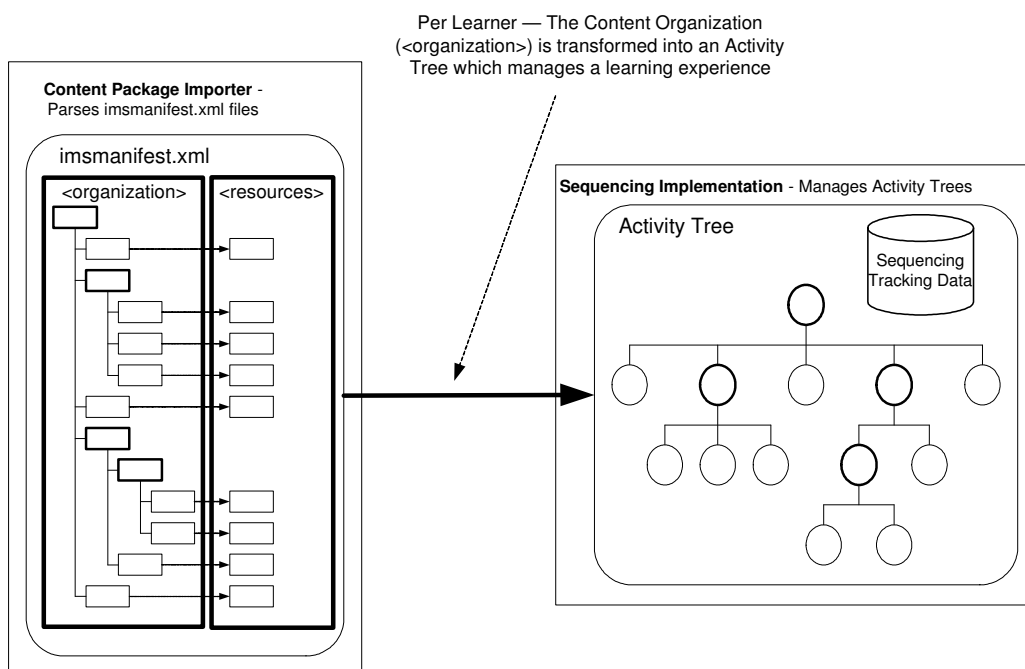 Per Learner — The Content Organization
(<organization>) is transformed into an Activity
Tree which manages a learning experience
Content Package Importer -
Parses imsmanifest.xml files
imsmanifest.xml
<organization>
<resources>
Sequencing Implementation - Manages Activity Trees
Activity Tree
Sequencing
Tracking Data